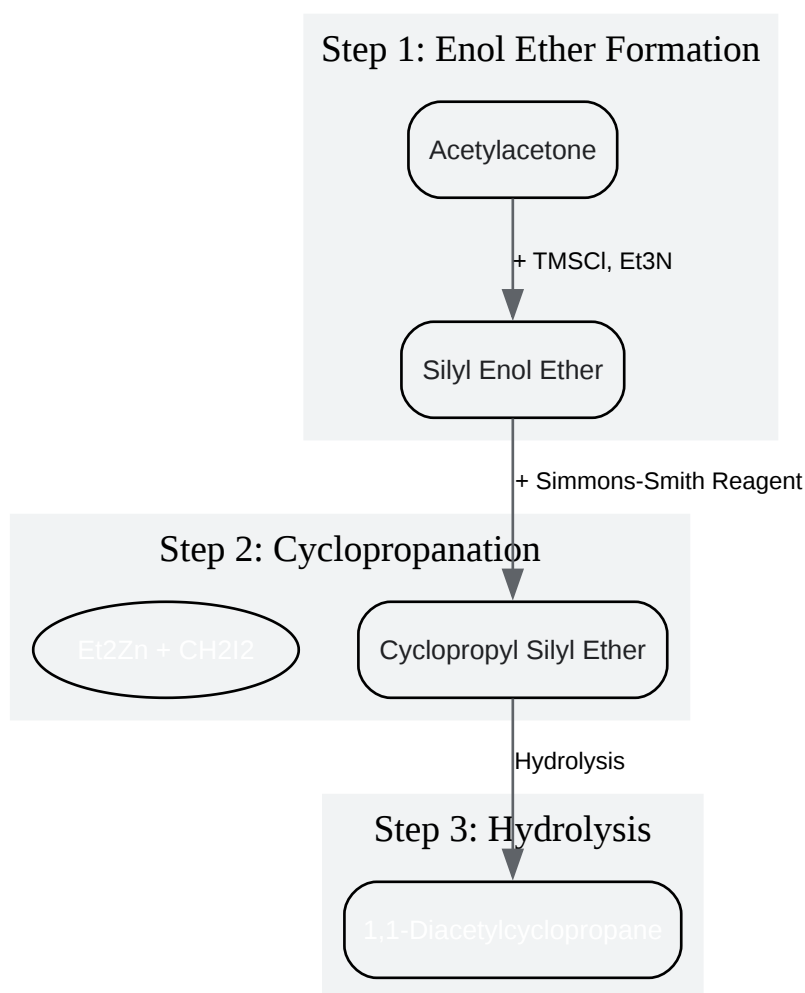 Step 1: Enol Ether Formation
Acetylacetone
+ TMSCl, Et3N
Silyl Enol Ether
+ Simmons-Smith Reagent
Step 2: Cyclopropanation
Et2Zn + CH2I2
Cyclopropyl Silyl Ether
Hydrolysis
Step 3: Hydrolysis
1,1-Diacetylcyclopropane